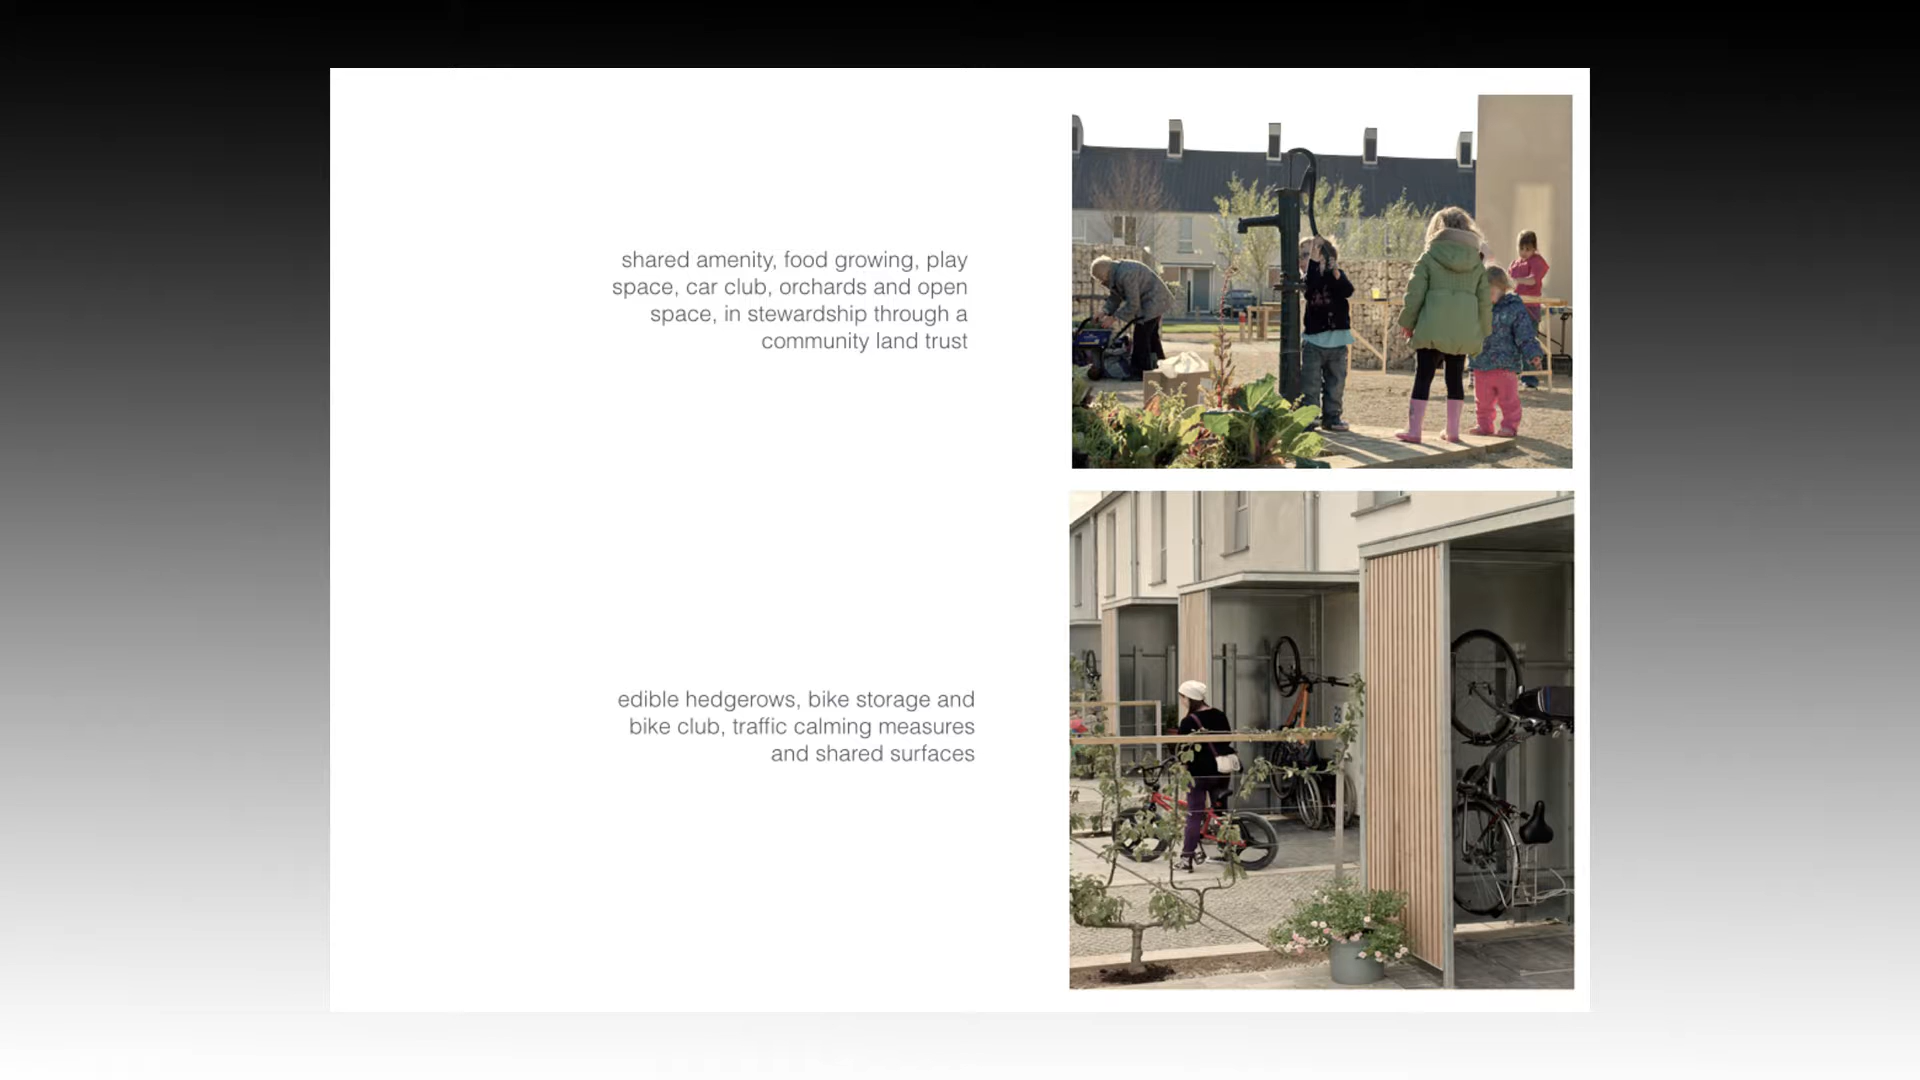 shared amenity, food growing, play
space, car club, orchards and open
space, in stewardship through a
community land trust
edible hedgerows, bike storage and
bike club, traffic calming measures
and shared surfaces